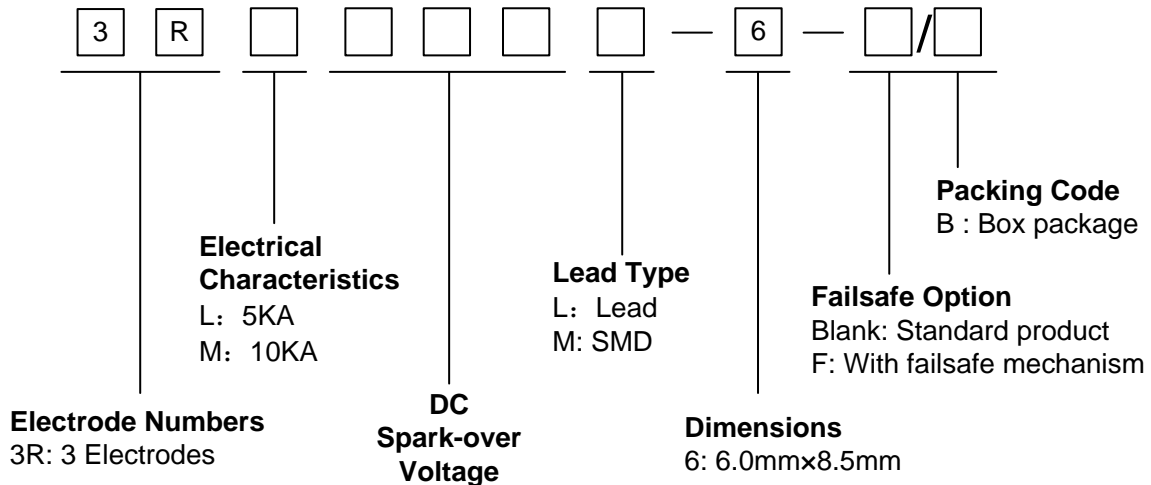 3 R — 6 — /
Packing Code
B : Box package
Electrical
Characteristics
L：5KA
M：10KA
Lead Type
L：Lead
M: SMD
Failsafe Option
Blank: Standard product
F: With failsafe mechanism
Electrode Numbers
3R: 3 Electrodes
DC
Spark-over
Voltage
Dimensions
6: 6.0mm×8.5mm